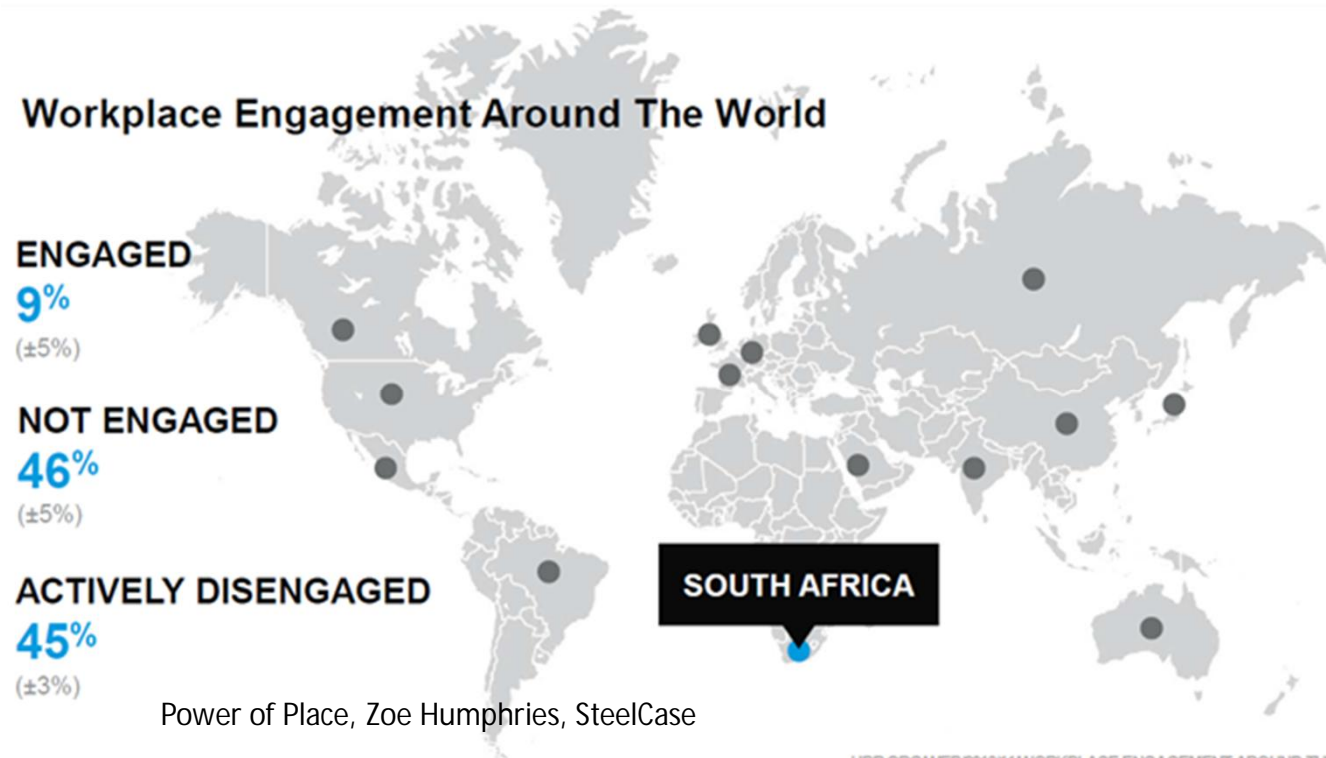 Workplace Engagement Around The World
ENGAGED
9%
(±5%)
NOT ENGAGED
46%
(±5%)
ACTIVELY DISENGAGED
45%
(±3%)
SOUTH AFRICA
Power of Place, Zoe Humphries, SteelCase